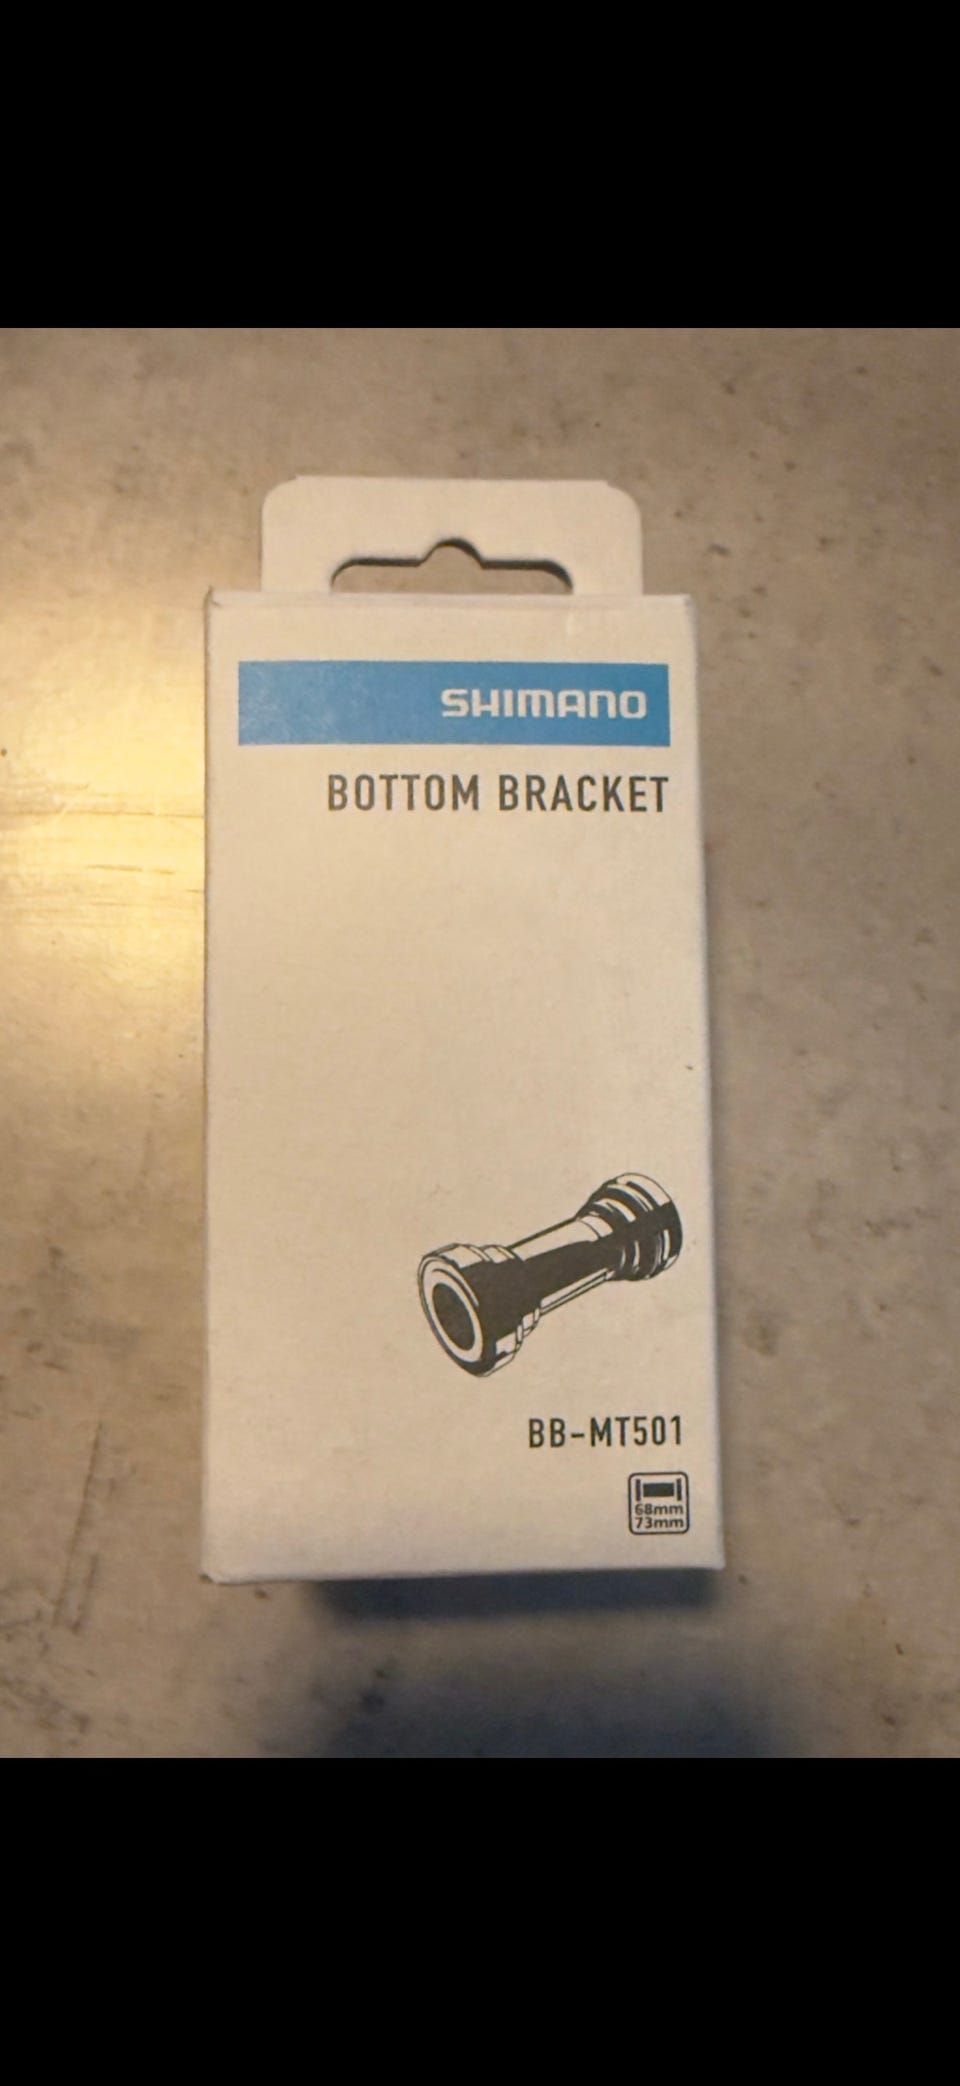 SHIMANO
BOTTOM BRACKET
BB-MT501
68mm
73mm